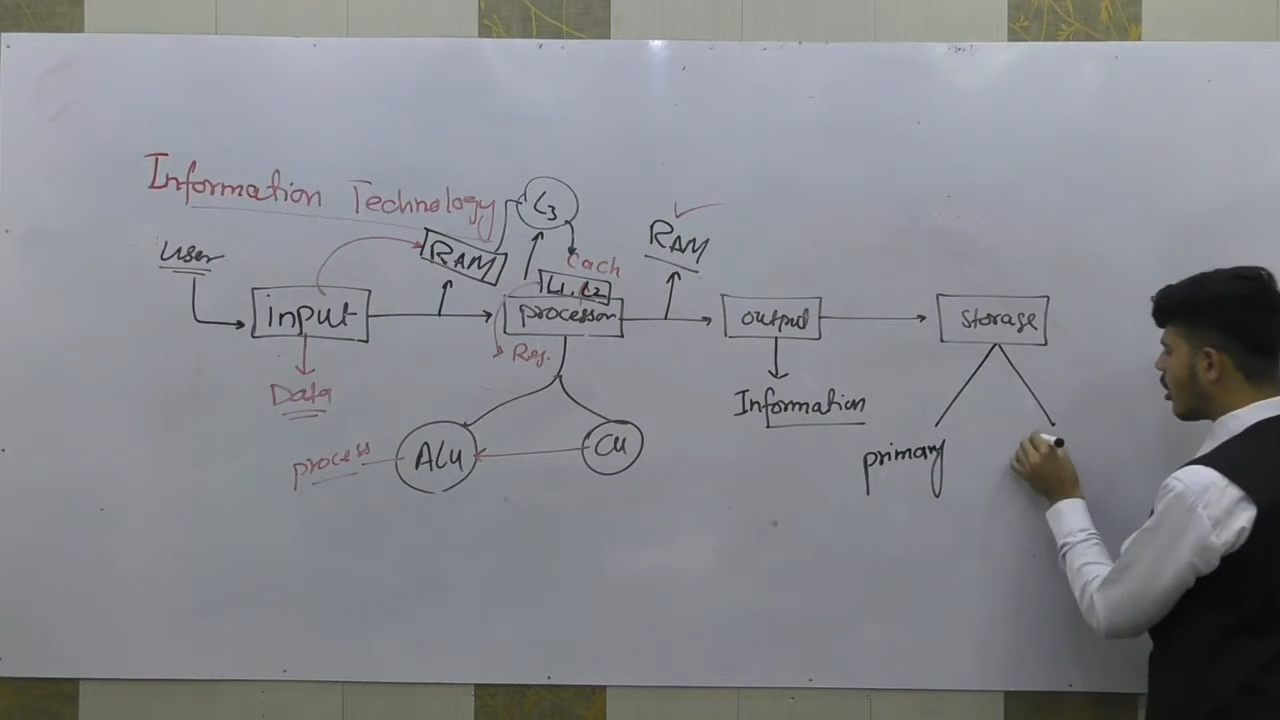 Information Technology
L3
User
RAM
Cach
RAM
L1, L2
input
processor
output
storage
Reg.
Data
Information
process
ALU
CU
primary